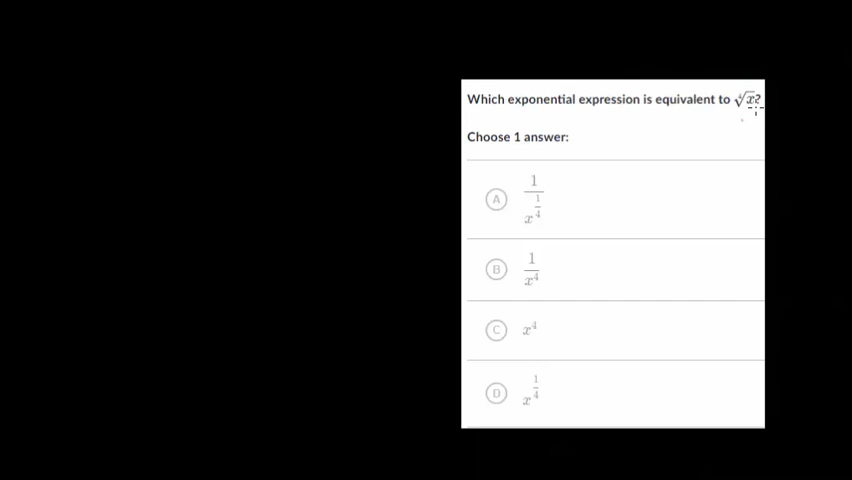 Which exponential expression is equivalent to ∜x?
Choose 1 answer:
A 1/x^(1/4)
B 1/x^4
C x^4
D x^(1/4)